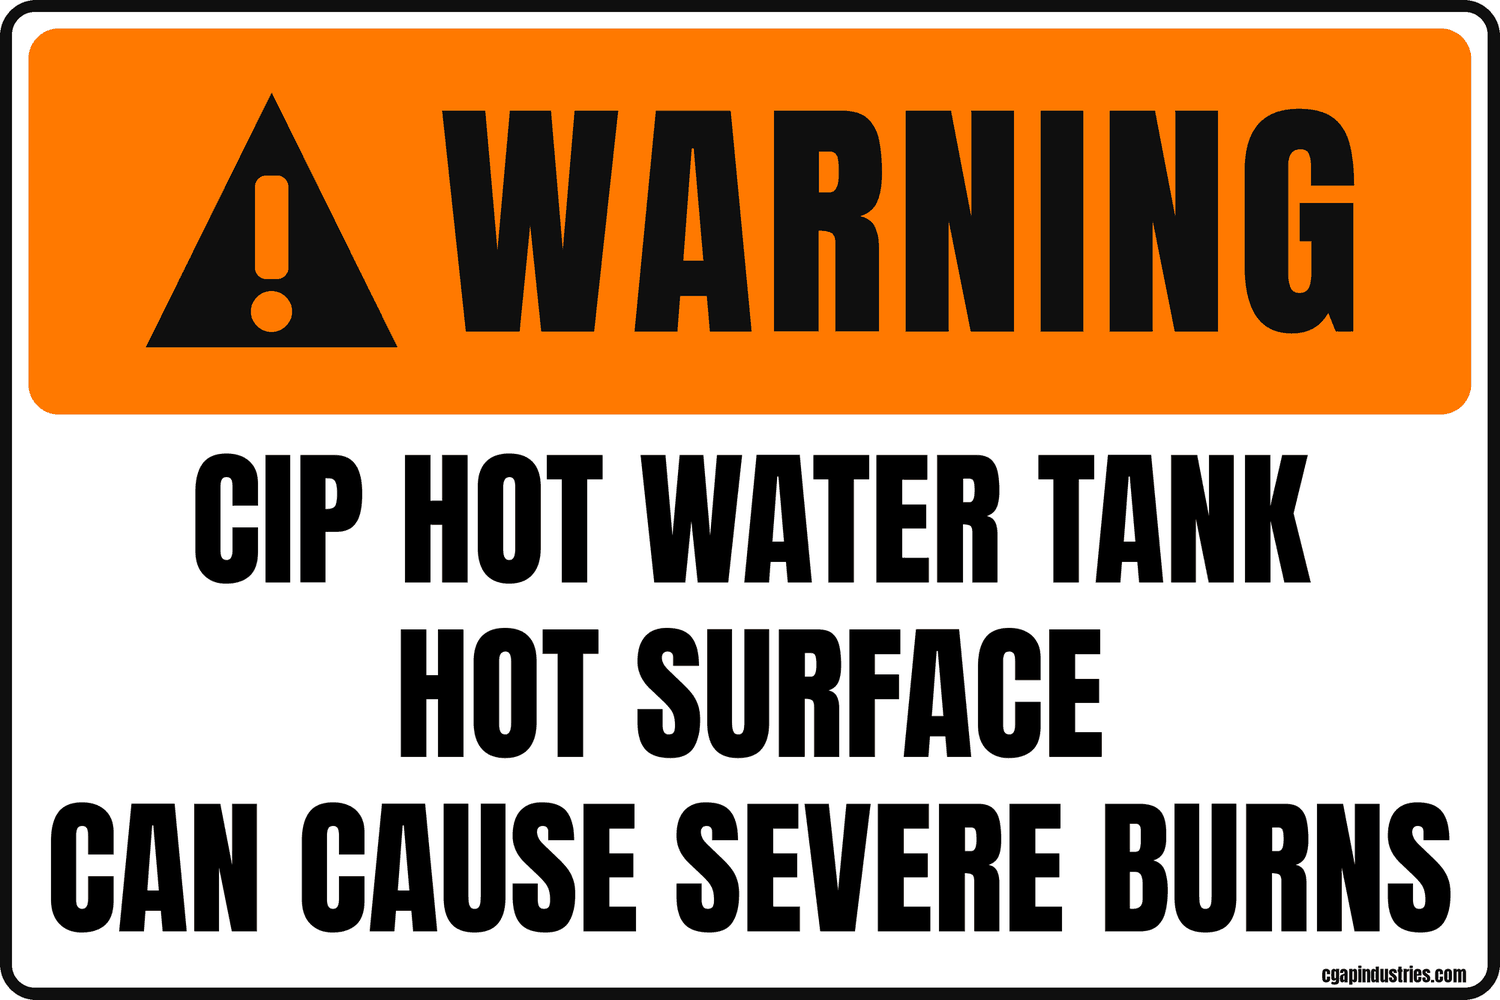 WARNING
CIP HOT WATER TANK
HOT SURFACE
CAN CAUSE SEVERE BURNS
cgapindustries.com